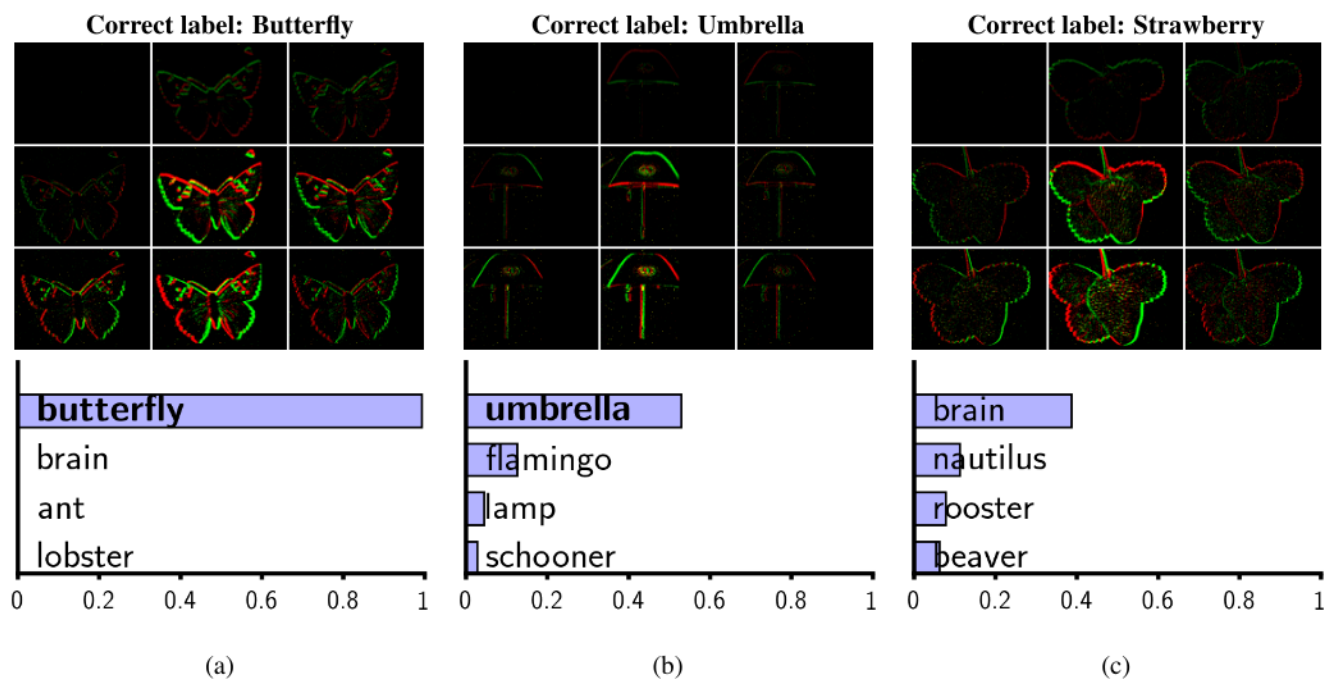 Correct label: Butterfly
butterfly
brain
ant
lobster
0 0.2 0.4 0.6 0.8 1
(a)
Correct label: Umbrella
umbrella
flamingo
lamp
schooner
0 0.2 0.4 0.6 0.8 1
(b)
Correct label: Strawberry
brain
nautilus
rooster
beaver
0 0.2 0.4 0.6 0.8 1
(c)